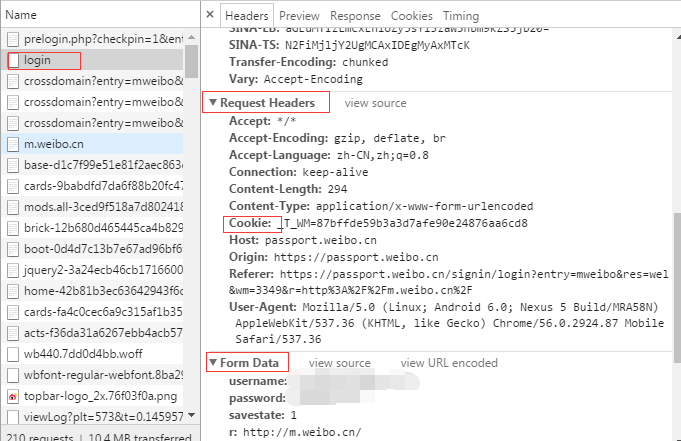 Name
prelogin.php?checkpin=1&ent
login
crossdomain?entry=mweibo&
crossdomain?entry=mweibo&
crossdomain?entry=mweibo&
m.weibo.cn
base-d1c7f99e51e81f2aec863
cards-9babdfd7da6f88b20fc47
mods.all-3ced9f518a7d802418
brick-12b680d465445ca4b829
boot-0d4d7c13b7e67ad96bf6
jquery2-3a24ecb46cb1716600
home-42b81b3ec63642943f6c
cards-fa4c0cec6a9c315af1b35
acts-f36da31a6267ebb4acb57
wb440.7dd0d4bb.woff
wbfont-regular-webfont.8ba29
topbar-logo_2x.76f03f0a.png
viewLog?plt=573&t=0.145957
210 requests | 10.4 MB transferred
× Headers Preview Response Cookies Timing
SINA-TS: N2FiMjljY2UgMCAxIDEgMyAxMTcK
Transfer-Encoding: chunked
Vary: Accept-Encoding
▼ Request Headers view source
Accept: */*
Accept-Encoding: gzip, deflate, br
Accept-Language: zh-CN,zh;q=0.8
Connection: keep-alive
Content-Length: 294
Content-Type: application/x-www-form-urlencoded
Cookie: _T_WM=87bffde59b3a3d7afe90e24876aa6cd8
Host: passport.weibo.cn
Origin: https://passport.weibo.cn
Referer: https://passport.weibo.cn/signin/login?entry=mweibo&res=wel
&wm=3349&r=http%3A%2F%2Fm.weibo.cn%2F
User-Agent: Mozilla/5.0 (Linux; Android 6.0; Nexus 5 Build/MRA58N)
AppleWebKit/537.36 (KHTML, like Gecko) Chrome/56.0.2924.87 Mobile
Safari/537.36
▼ Form Data view source view URL encoded
username:
password:
savestate: 1
r: http://m.weibo.cn/